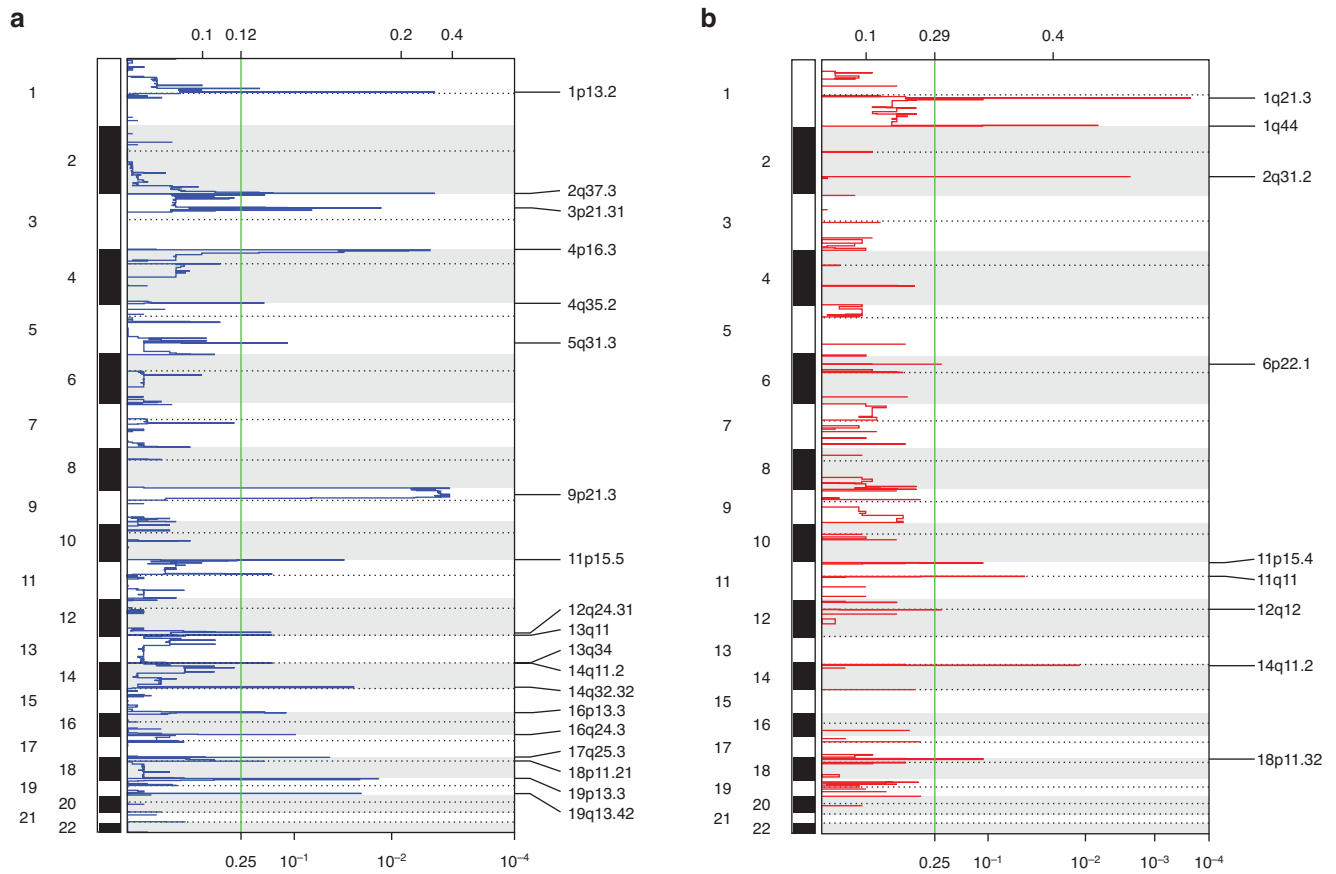 a
0.1 0.12 0.2 0.4
1
2
3
4
5
6
7
8
9
10
11
12
13
14
15
16
17
18
19
20
21
22
1p13.2
2q37.3
3p21.31
4p16.3
4q35.2
5q31.3
9p21.3
11p15.5
12q24.31
13q11
13q34
14q11.2
14q32.32
16p13.3
16q24.3
17q25.3
18p11.21
19p13.3
19q13.42
0.25 10⁻¹ 10⁻² 10⁻⁴
b
0.1 0.29 0.4
1
2
3
4
5
6
7
8
9
10
11
12
13
14
15
16
17
18
19
20
21
22
1q21.3
1q44
2q31.2
6p22.1
11p15.4
11q11
12q12
14q11.2
18p11.32
0.25 10⁻¹ 10⁻² 10⁻³ 10⁻⁴